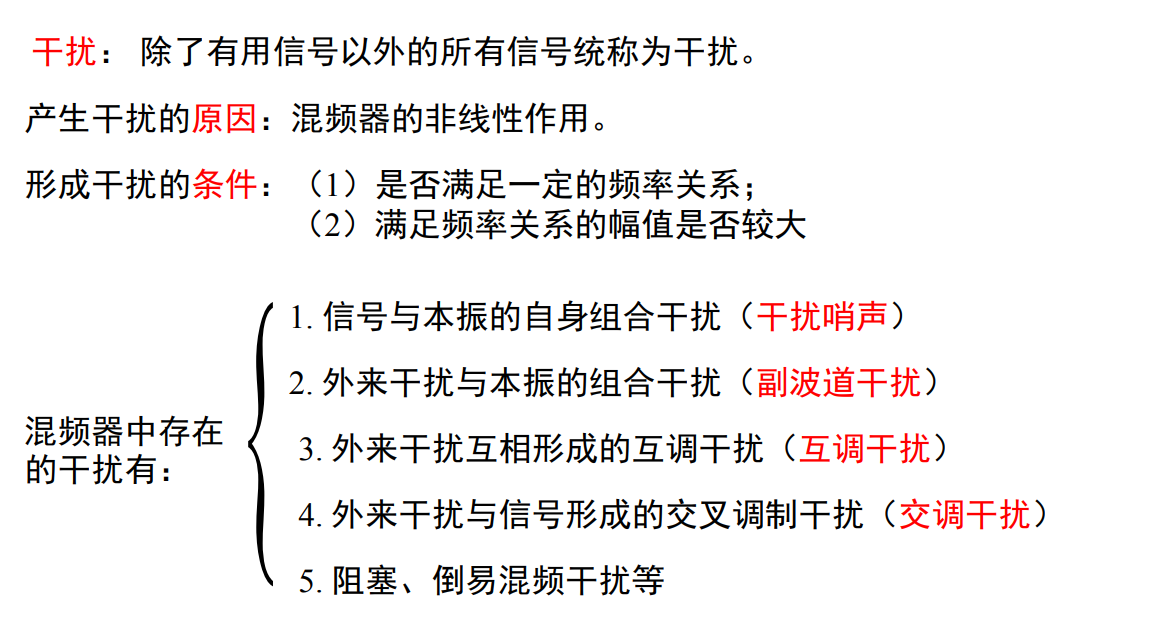 干扰： 除了有用信号以外的所有信号统称为干扰。
产生干扰的原因：混频器的非线性作用。
形成干扰的条件：（1）是否满足一定的频率关系；
（2）满足频率关系的幅值是否较大
混频器中存在
的干扰有：
1. 信号与本振的自身组合干扰（干扰哨声）
2. 外来干扰与本振的组合干扰（副波道干扰）
3. 外来干扰互相形成的互调干扰（互调干扰）
4. 外来干扰与信号形成的交叉调制干扰（交调干扰）
5. 阻塞、倒易混频干扰等